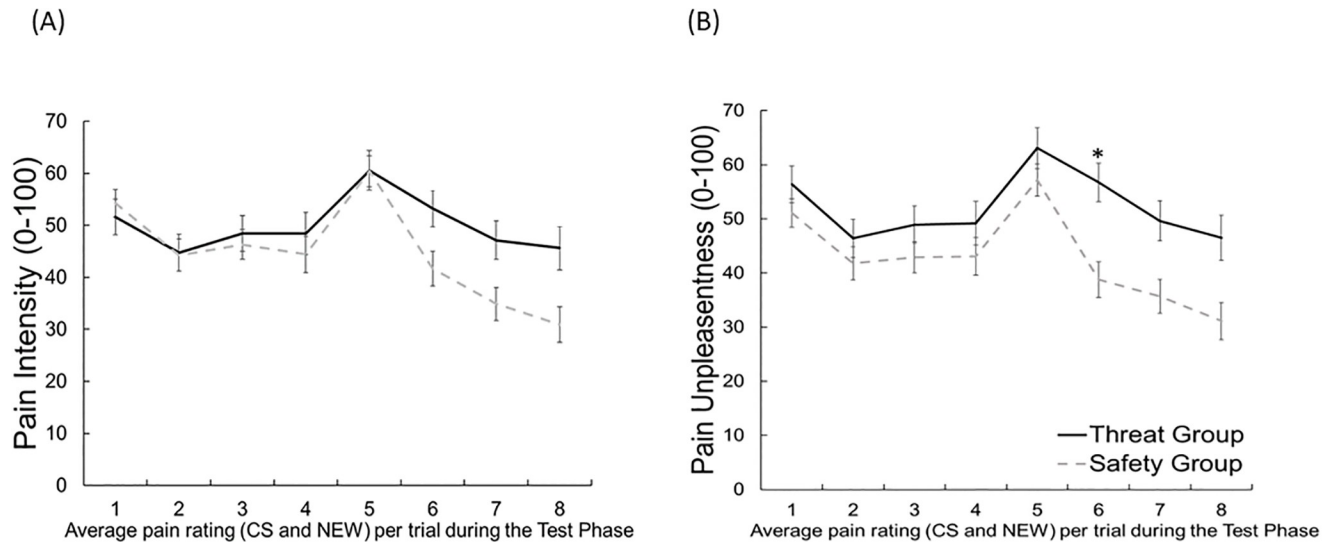 (A)
(B)
Pain Intensity (0-100)
70
60
50
40
30
20
10
0
1 2 3 4 5 6 7 8
Average pain rating (CS and NEW) per trial during the Test Phase
Pain Unpleasentness (0-100)
70
60
50
40
30
20
10
0
*
Threat Group
Safety Group
1 2 3 4 5 6 7 8
Average pain rating (CS and NEW) per trial during the Test Phase